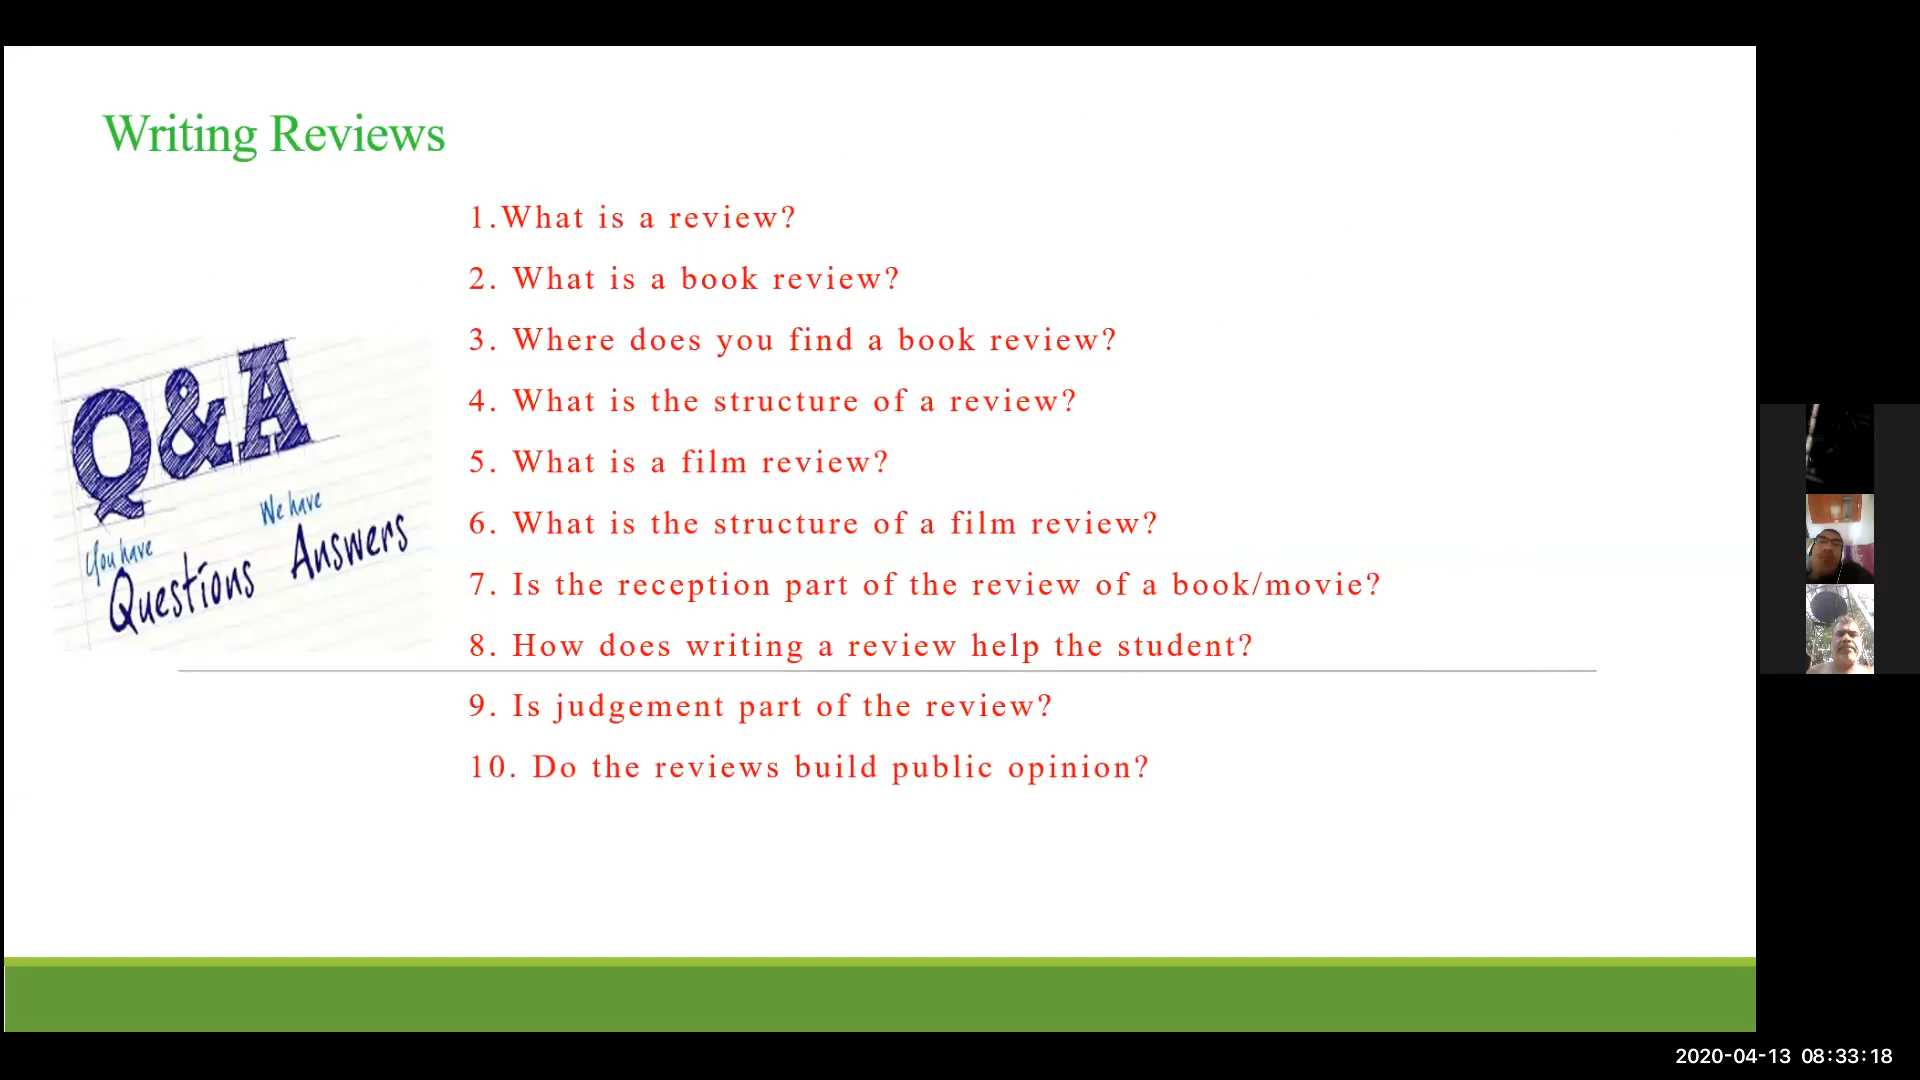 Writing Reviews
1.What is a review?
2. What is a book review?
3. Where does you find a book review?
4. What is the structure of a review?
5. What is a film review?
6. What is the structure of a film review?
7. Is the reception part of the review of a book/movie?
8. How does writing a review help the student?
9. Is judgement part of the review?
10. Do the reviews build public opinion?
Q&A
You have
Questions
We have
Answers
2020-04-13 08:33:18